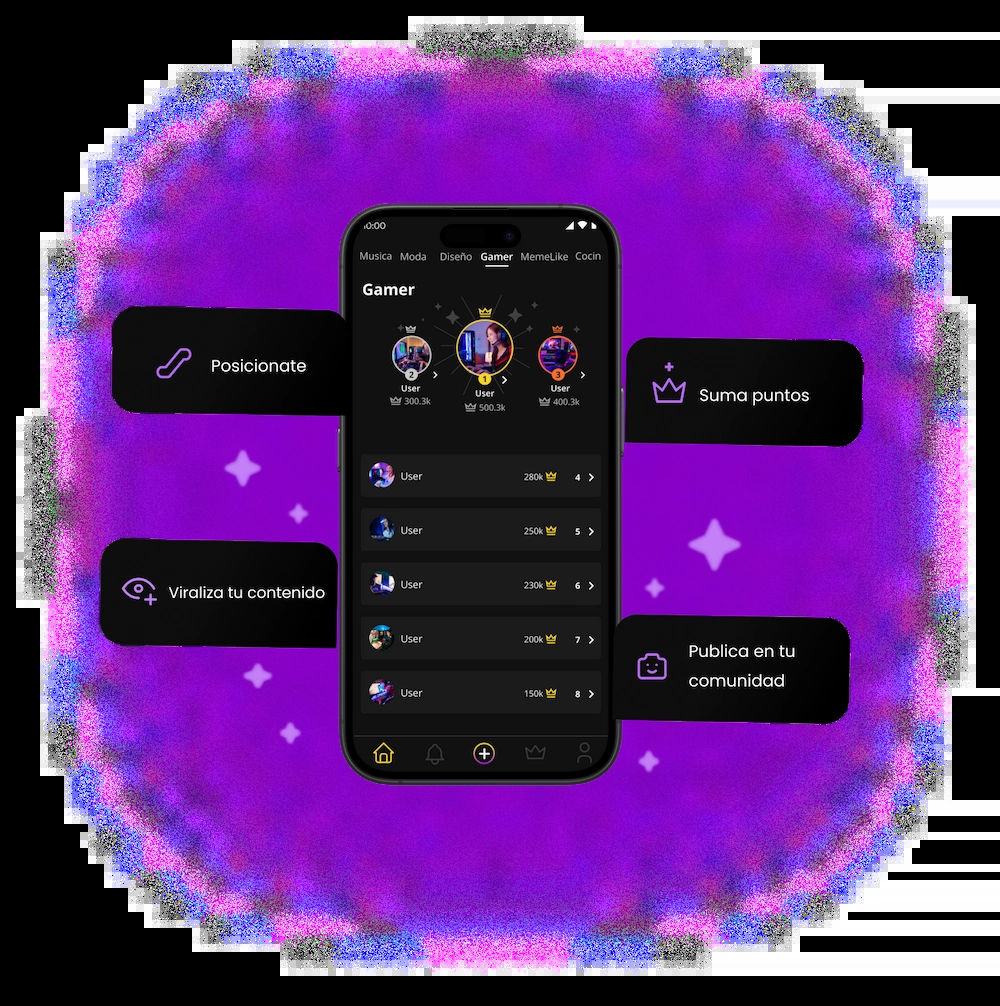 0:00
Musica Moda Diseño Gamer MemeLike Cocin
Gamer
2
User
300.3k
1
User
500.3k
3
User
400.3k
User 280k 4
User 250k 5
User 230k 6
User 200k 7
User 150k 8
Posicionate
Viraliza tu contenido
Suma puntos
Publica en tu
comunidad